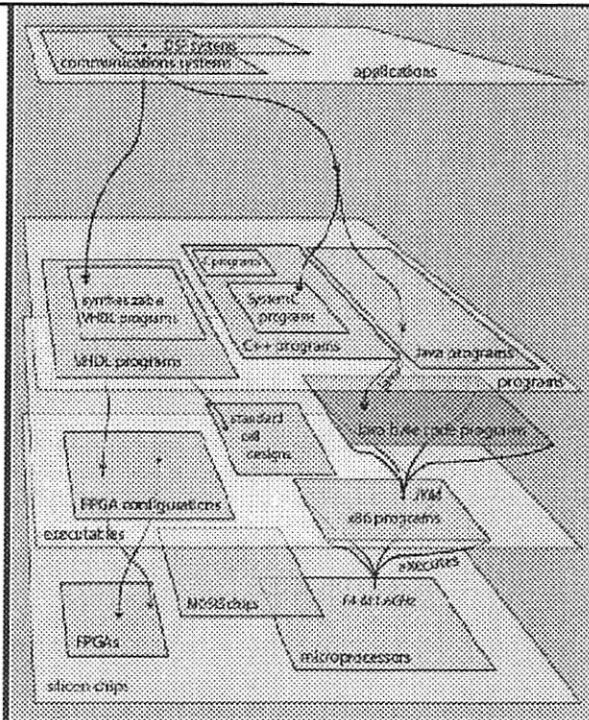 DSP systems
communications systems
applications
C programs
synthesizable
VHDL programs
SystemC
programs
C++ programs
VHDL programs
Java programs
programs
standard
cell
designs
Java byte code programs
JVM
FPGA configurations
x86 programs
executables
executes
MOSIS chips
FPGAs
microprocessors
silicon chips